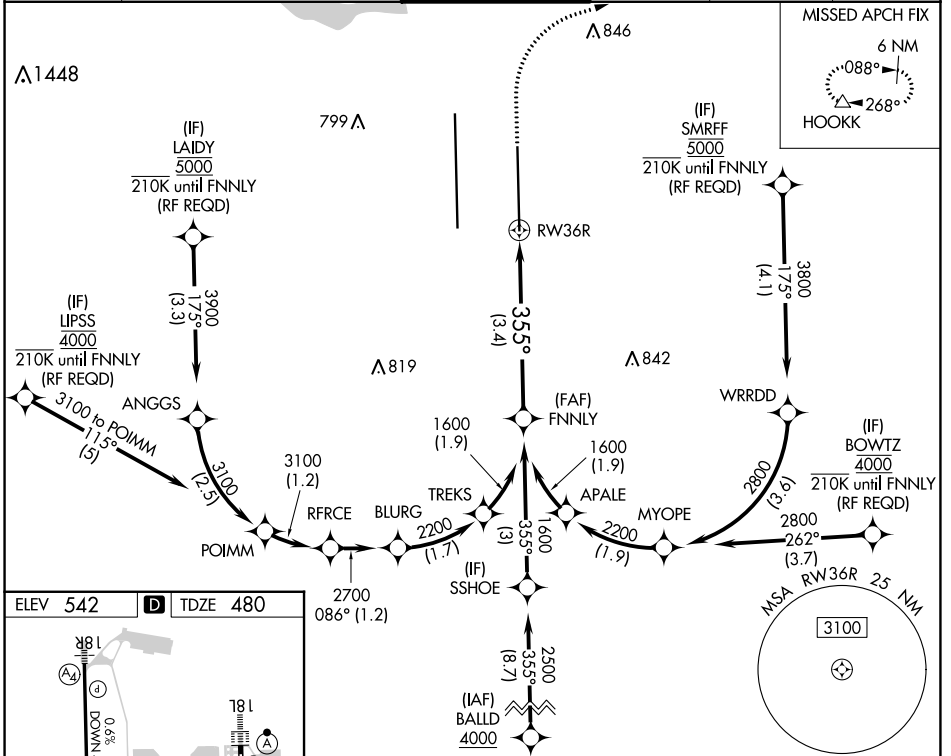 MISSED APCH FIX
6 NM
088°
268°
HOOKK
846
1448
799
(IF)
LAIDY
5000
210K until FNNLY
(RF REQD)
(IF)
SMRFF
5000
210K until FNNLY
(RF REQD)
RW36R
3900
175°
(3.3)
3800
175°
(4.1)
355°
(3.4)
(IF)
LIPSS
4000
210K until FNNLY
(RF REQD)
819
842
3100 to POIMM
115°
(5)
ANGGS
(FAF)
FNNLY
WRRDD
(IF)
BOWTZ
4000
210K until FNNLY
(RF REQD)
3100
(2.5)
3100
(1.2)
1600
(1.9)
1600
(1.9)
2800
(3.6)
POIMM
RFRCE
BLURG
TREKS
APALE
MYOPE
2200
(1.7)
2200
(1.9)
2800
262°
(3.7)
1600
355°
(3)
2700
086° (1.2)
(IF)
SSHOE
2500
355°
(8.7)
(IAF)
BALLD
4000
MSA RW36R 25 NM
3100
ELEV 542
D
TDZE 480
18R
A4
P
0.6%
DOWN
18L
A